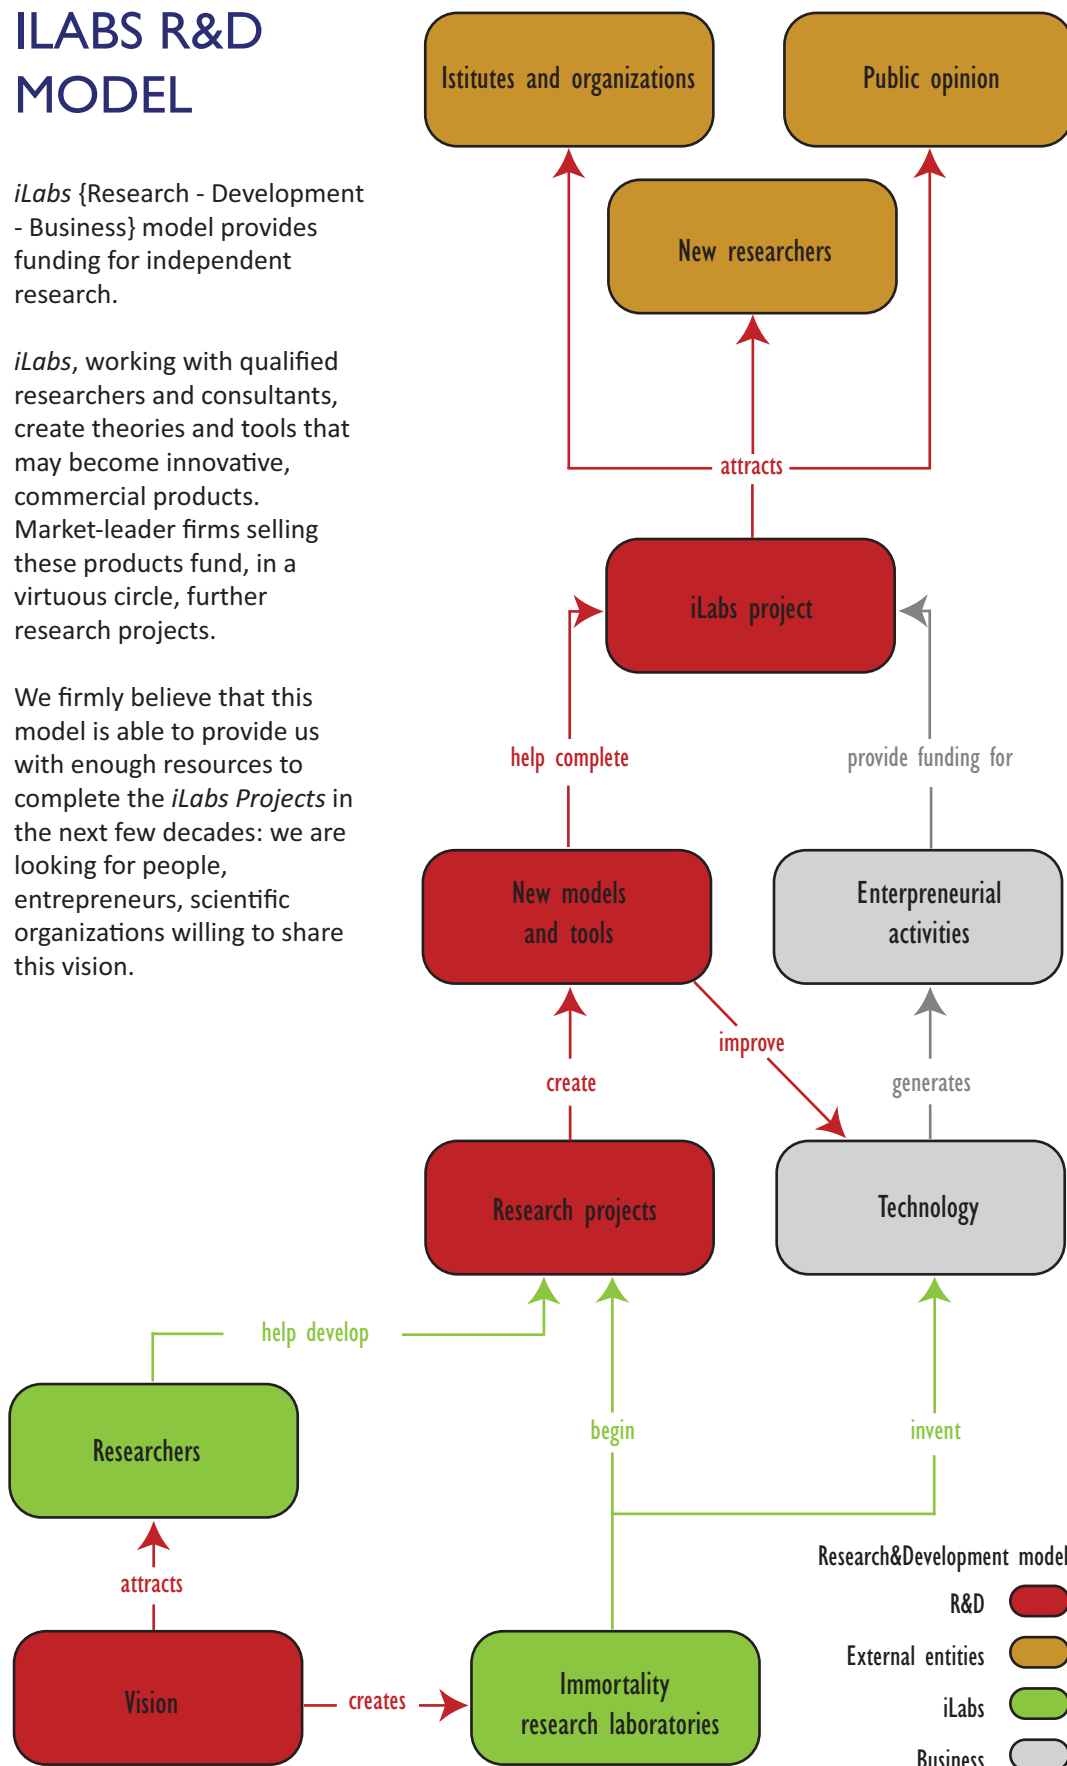 ILABS R&D
MODEL
iLabs {Research - Development
- Business} model provides
funding for independent
research.
iLabs, working with qualified
researchers and consultants,
create theories and tools that
may become innovative,
commercial products.
Market-leader firms selling
these products fund, in a
virtuous circle, further
research projects.
We firmly believe that this
model is able to provide us
with enough resources to
complete the iLabs Projects in
the next few decades: we are
looking for people,
entrepreneurs, scientific
organizations willing to share
this vision.
Istitutes and organizations
Public opinion
New researchers
attracts
iLabs project
help complete
provide funding for
New models
and tools
Enterpreneurial
activities
improve
create
generates
Research projects
Technology
help develop
begin
invent
Researchers
attracts
Vision
creates
Immortality
research laboratories
Research&Development model
R&D
External entities
iLabs
Business